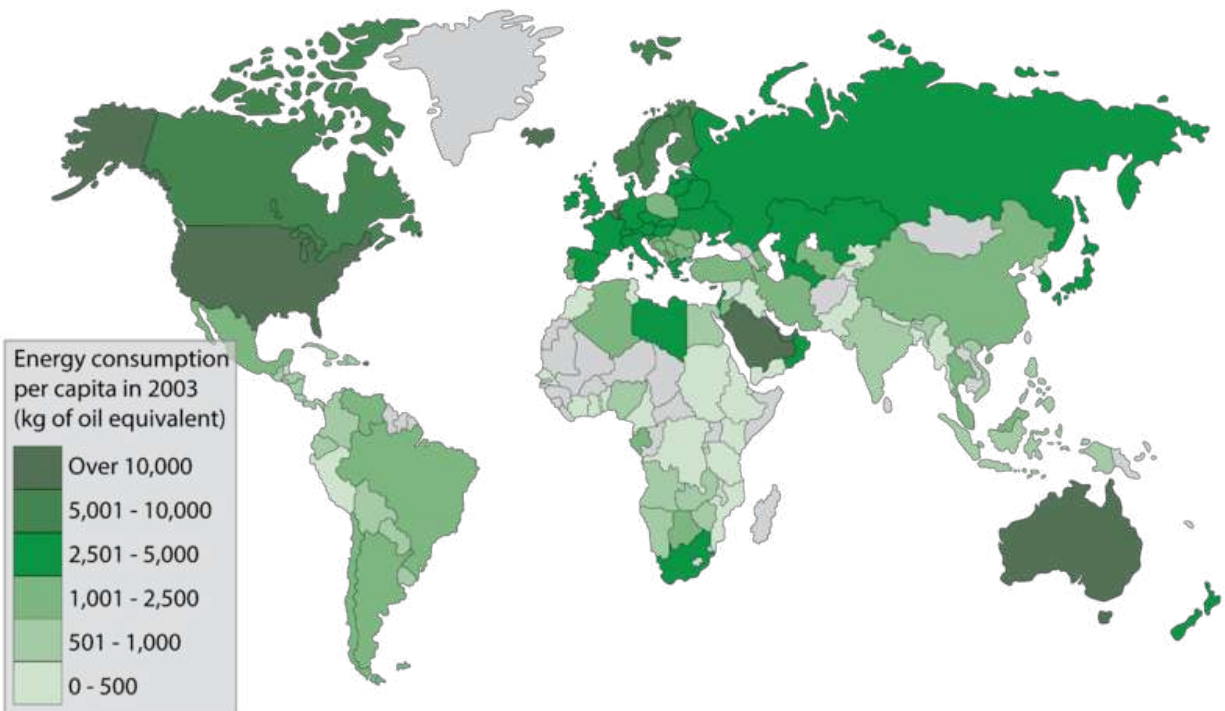 Energy consumption
per capita in 2003
(kg of oil equivalent)
Over 10,000
5,001 - 10,000
2,501 - 5,000
1,001 - 2,500
501 - 1,000
0 - 500